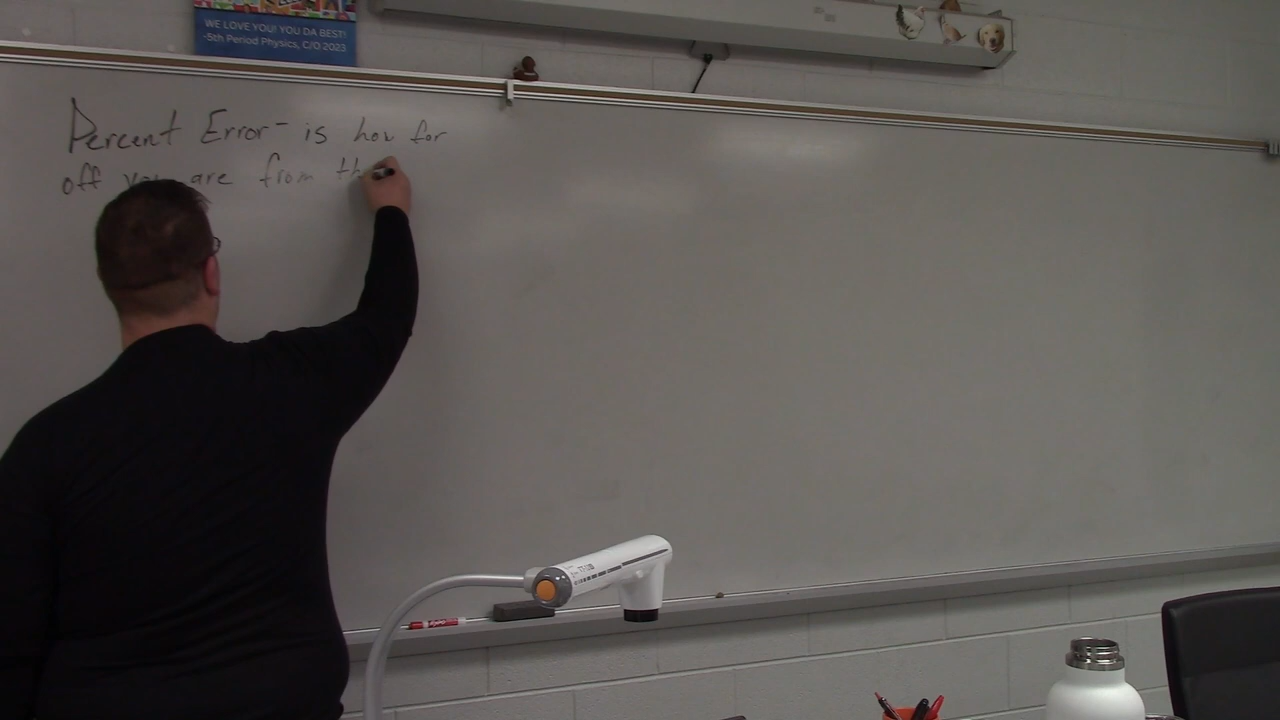 WE LOVE YOU! YOU DA BEST!
-5th Period Physics, C/O 2023
Percent Error - is how far
off you are from the